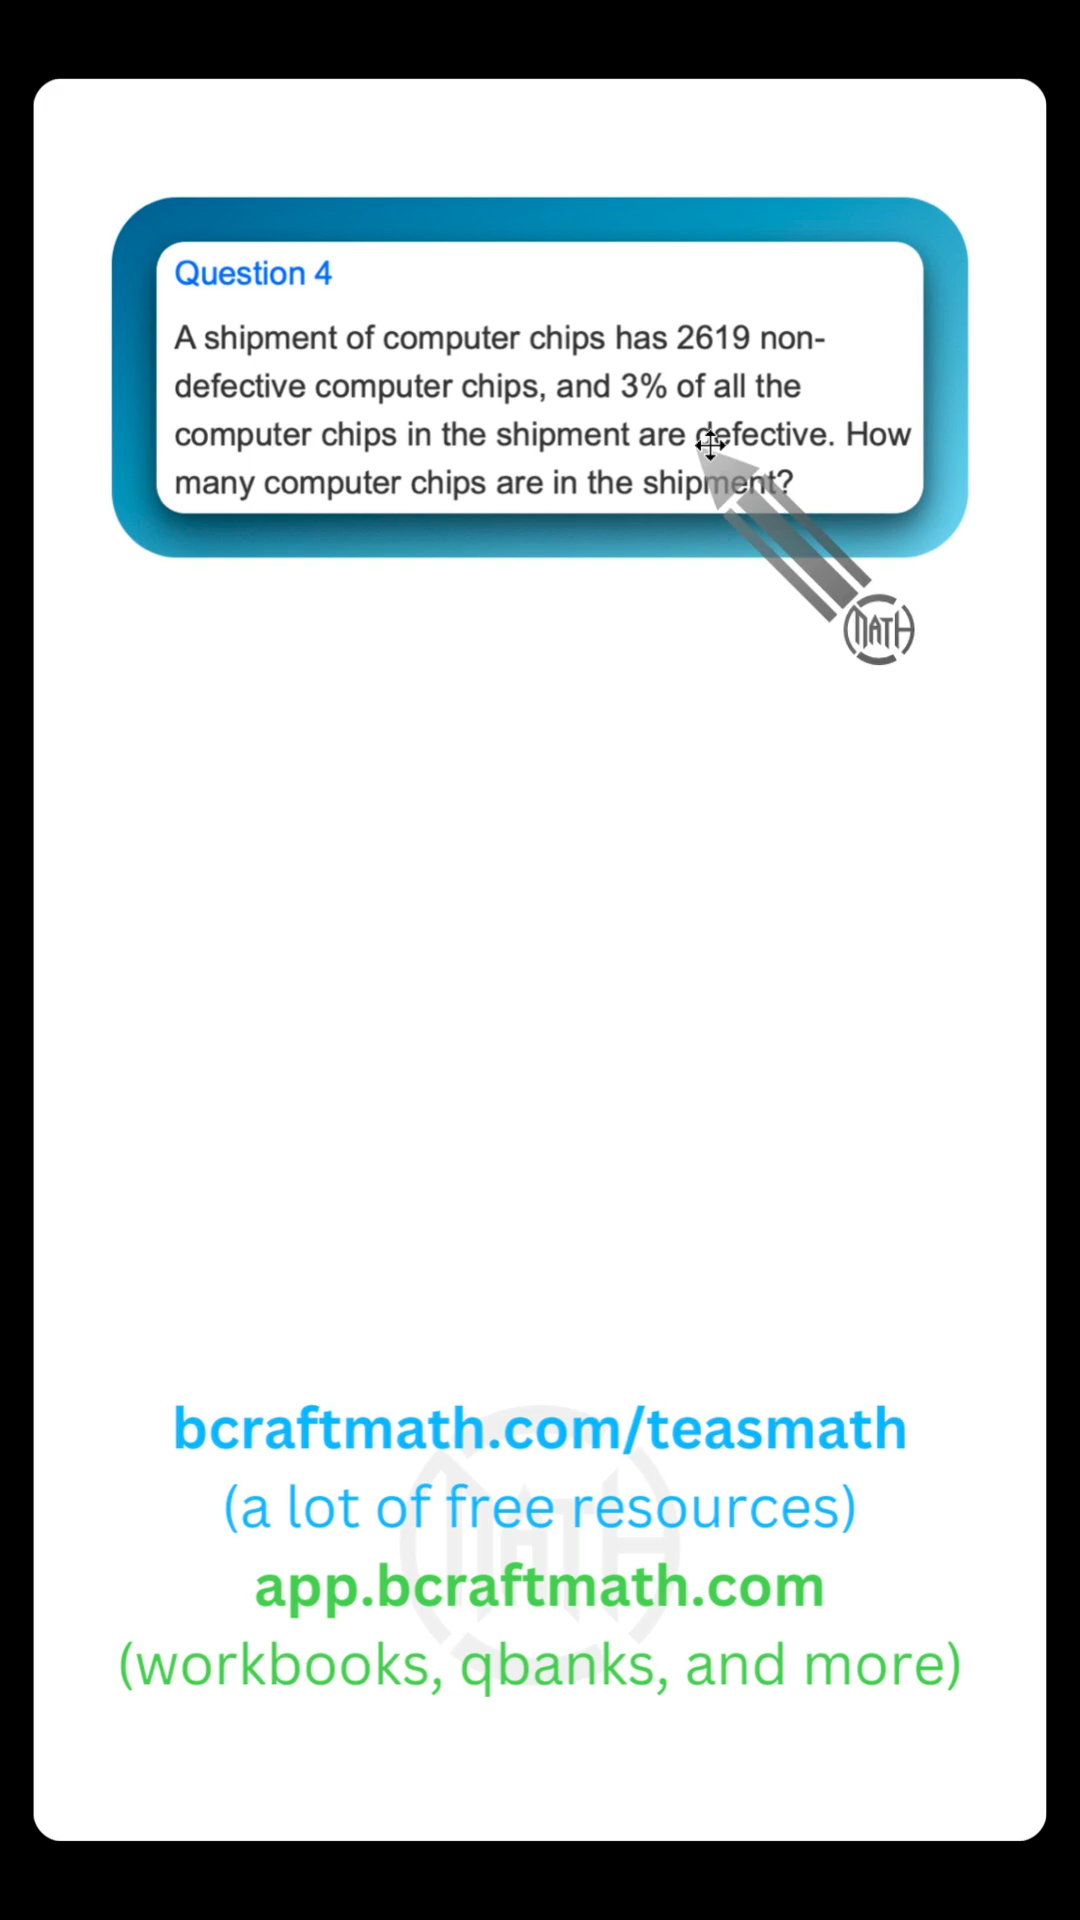 Question 4
A shipment of computer chips has 2619 non-
defective computer chips, and 3% of all the
computer chips in the shipment are defective. How
many computer chips are in the shipment?
MATH
MATH
bcraftmath.com/teasmath
(a lot of free resources)
app.bcraftmath.com
(workbooks, qbanks, and more)